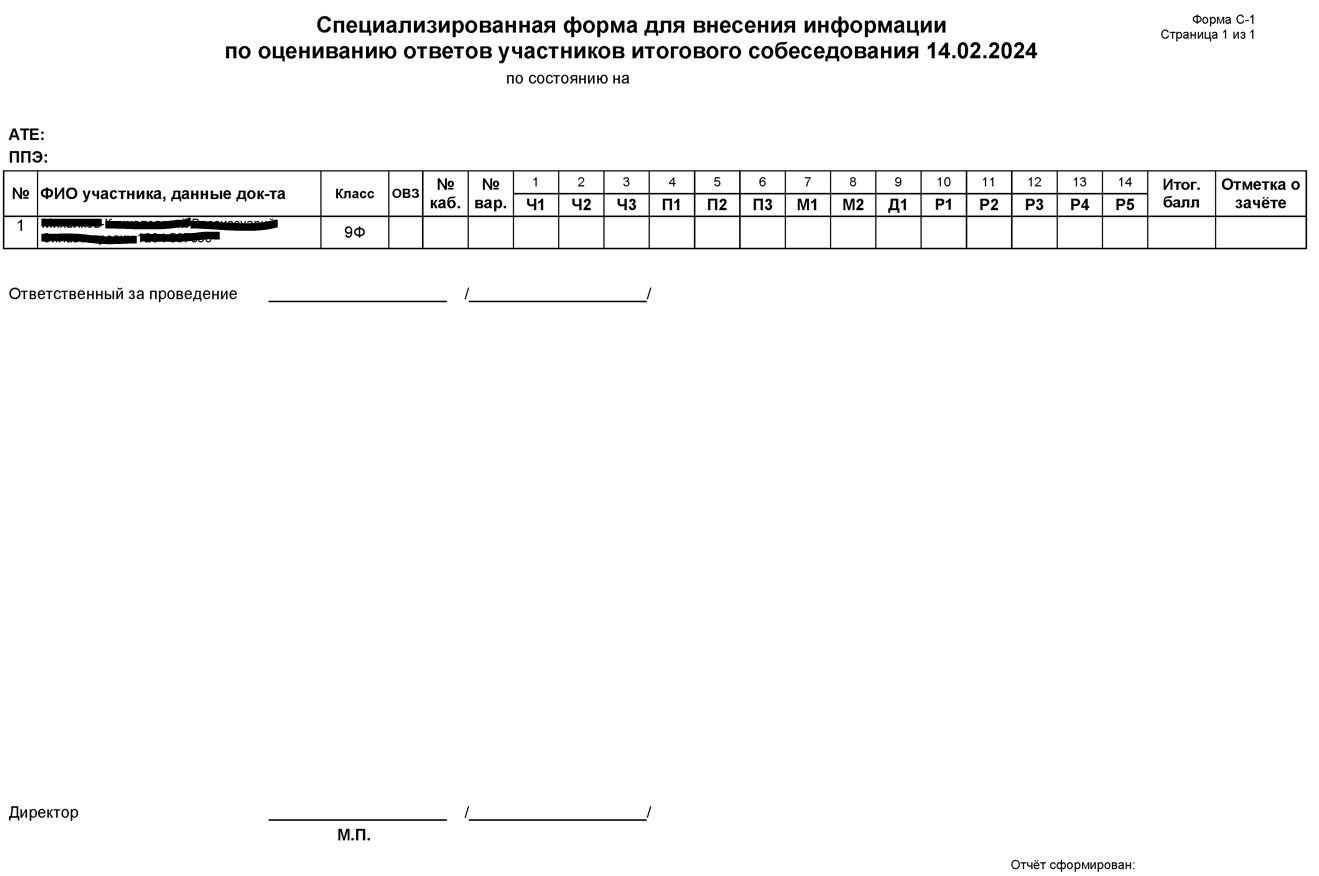 Специализированная форма для внесения информации
по оцениванию ответов участников итогового собеседования 14.02.2024
Форма С-1
Страница 1 из 1
по состоянию на
АТЕ:
ППЭ:
№ ФИО участника, данные док-та Класс ОВЗ № каб. № вар. 1 2 3 4 5 6 7 8 9 10 11 12 13 14 Итог. балл Отметка о зачёте
Ч1 Ч2 Ч3 П1 П2 П3 М1 М2 Д1 Р1 Р2 Р3 Р4 Р5
1 9Ф
Ответственный за проведение / /
Директор / /
М.П.
Отчёт сформирован: